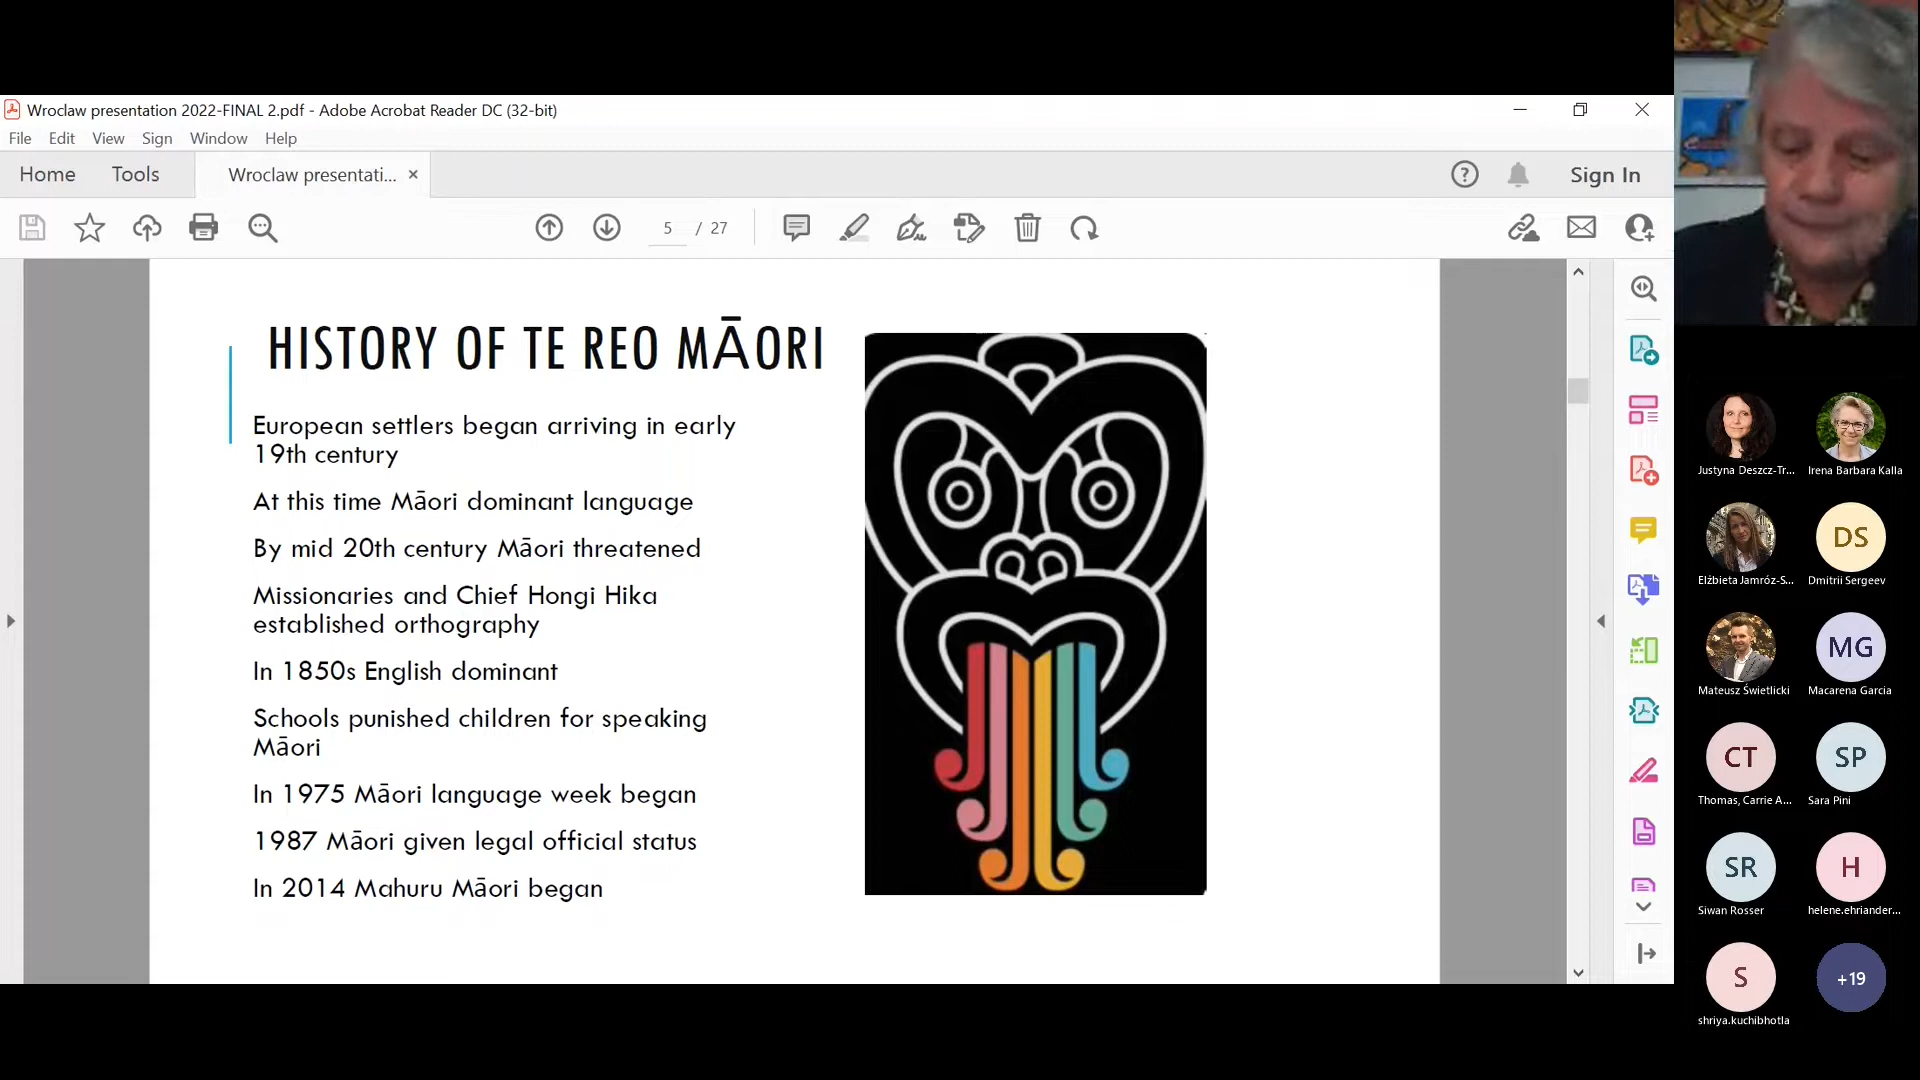 Wroclaw presentation 2022-FINAL 2.pdf - Adobe Acrobat Reader DC (32-bit)
File Edit View Sign Window Help
Home Tools Wroclaw presentati... × Sign In
5 / 27
HISTORY OF TE REO MĀORI
European settlers began arriving in early
19th century
At this time Māori dominant language
By mid 20th century Māori threatened
Missionaries and Chief Hongi Hika
established orthography
In 1850s English dominant
Schools punished children for speaking
Māori
In 1975 Māori language week began
1987 Māori given legal official status
In 2014 Mahuru Māori began
Justyna Deszcz-Tr... Irena Barbara Kalla
DS
Elżbieta Jamróz-S... Dmitrii Sergeev
MG
Mateusz Świetlicki Macarena Garcia
CT SP
Thomas, Carrie A... Sara Pini
SR H
Siwan Rosser helene.ehriander...
S +19
shriya.kuchibhotla